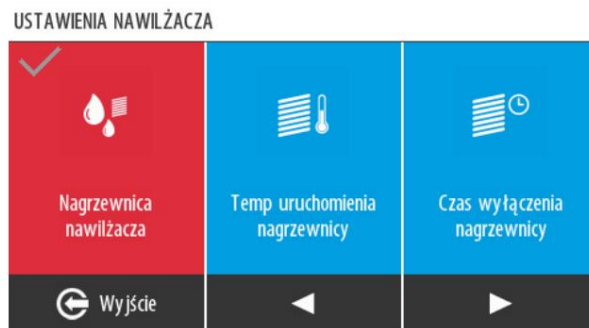 USTAWIENIA NAWILŻACZA
Nagrzewnica
nawilżacza
Temp uruchomienia
nagrzewnicy
Czas wyłączenia
nagrzewnicy
Wyjście